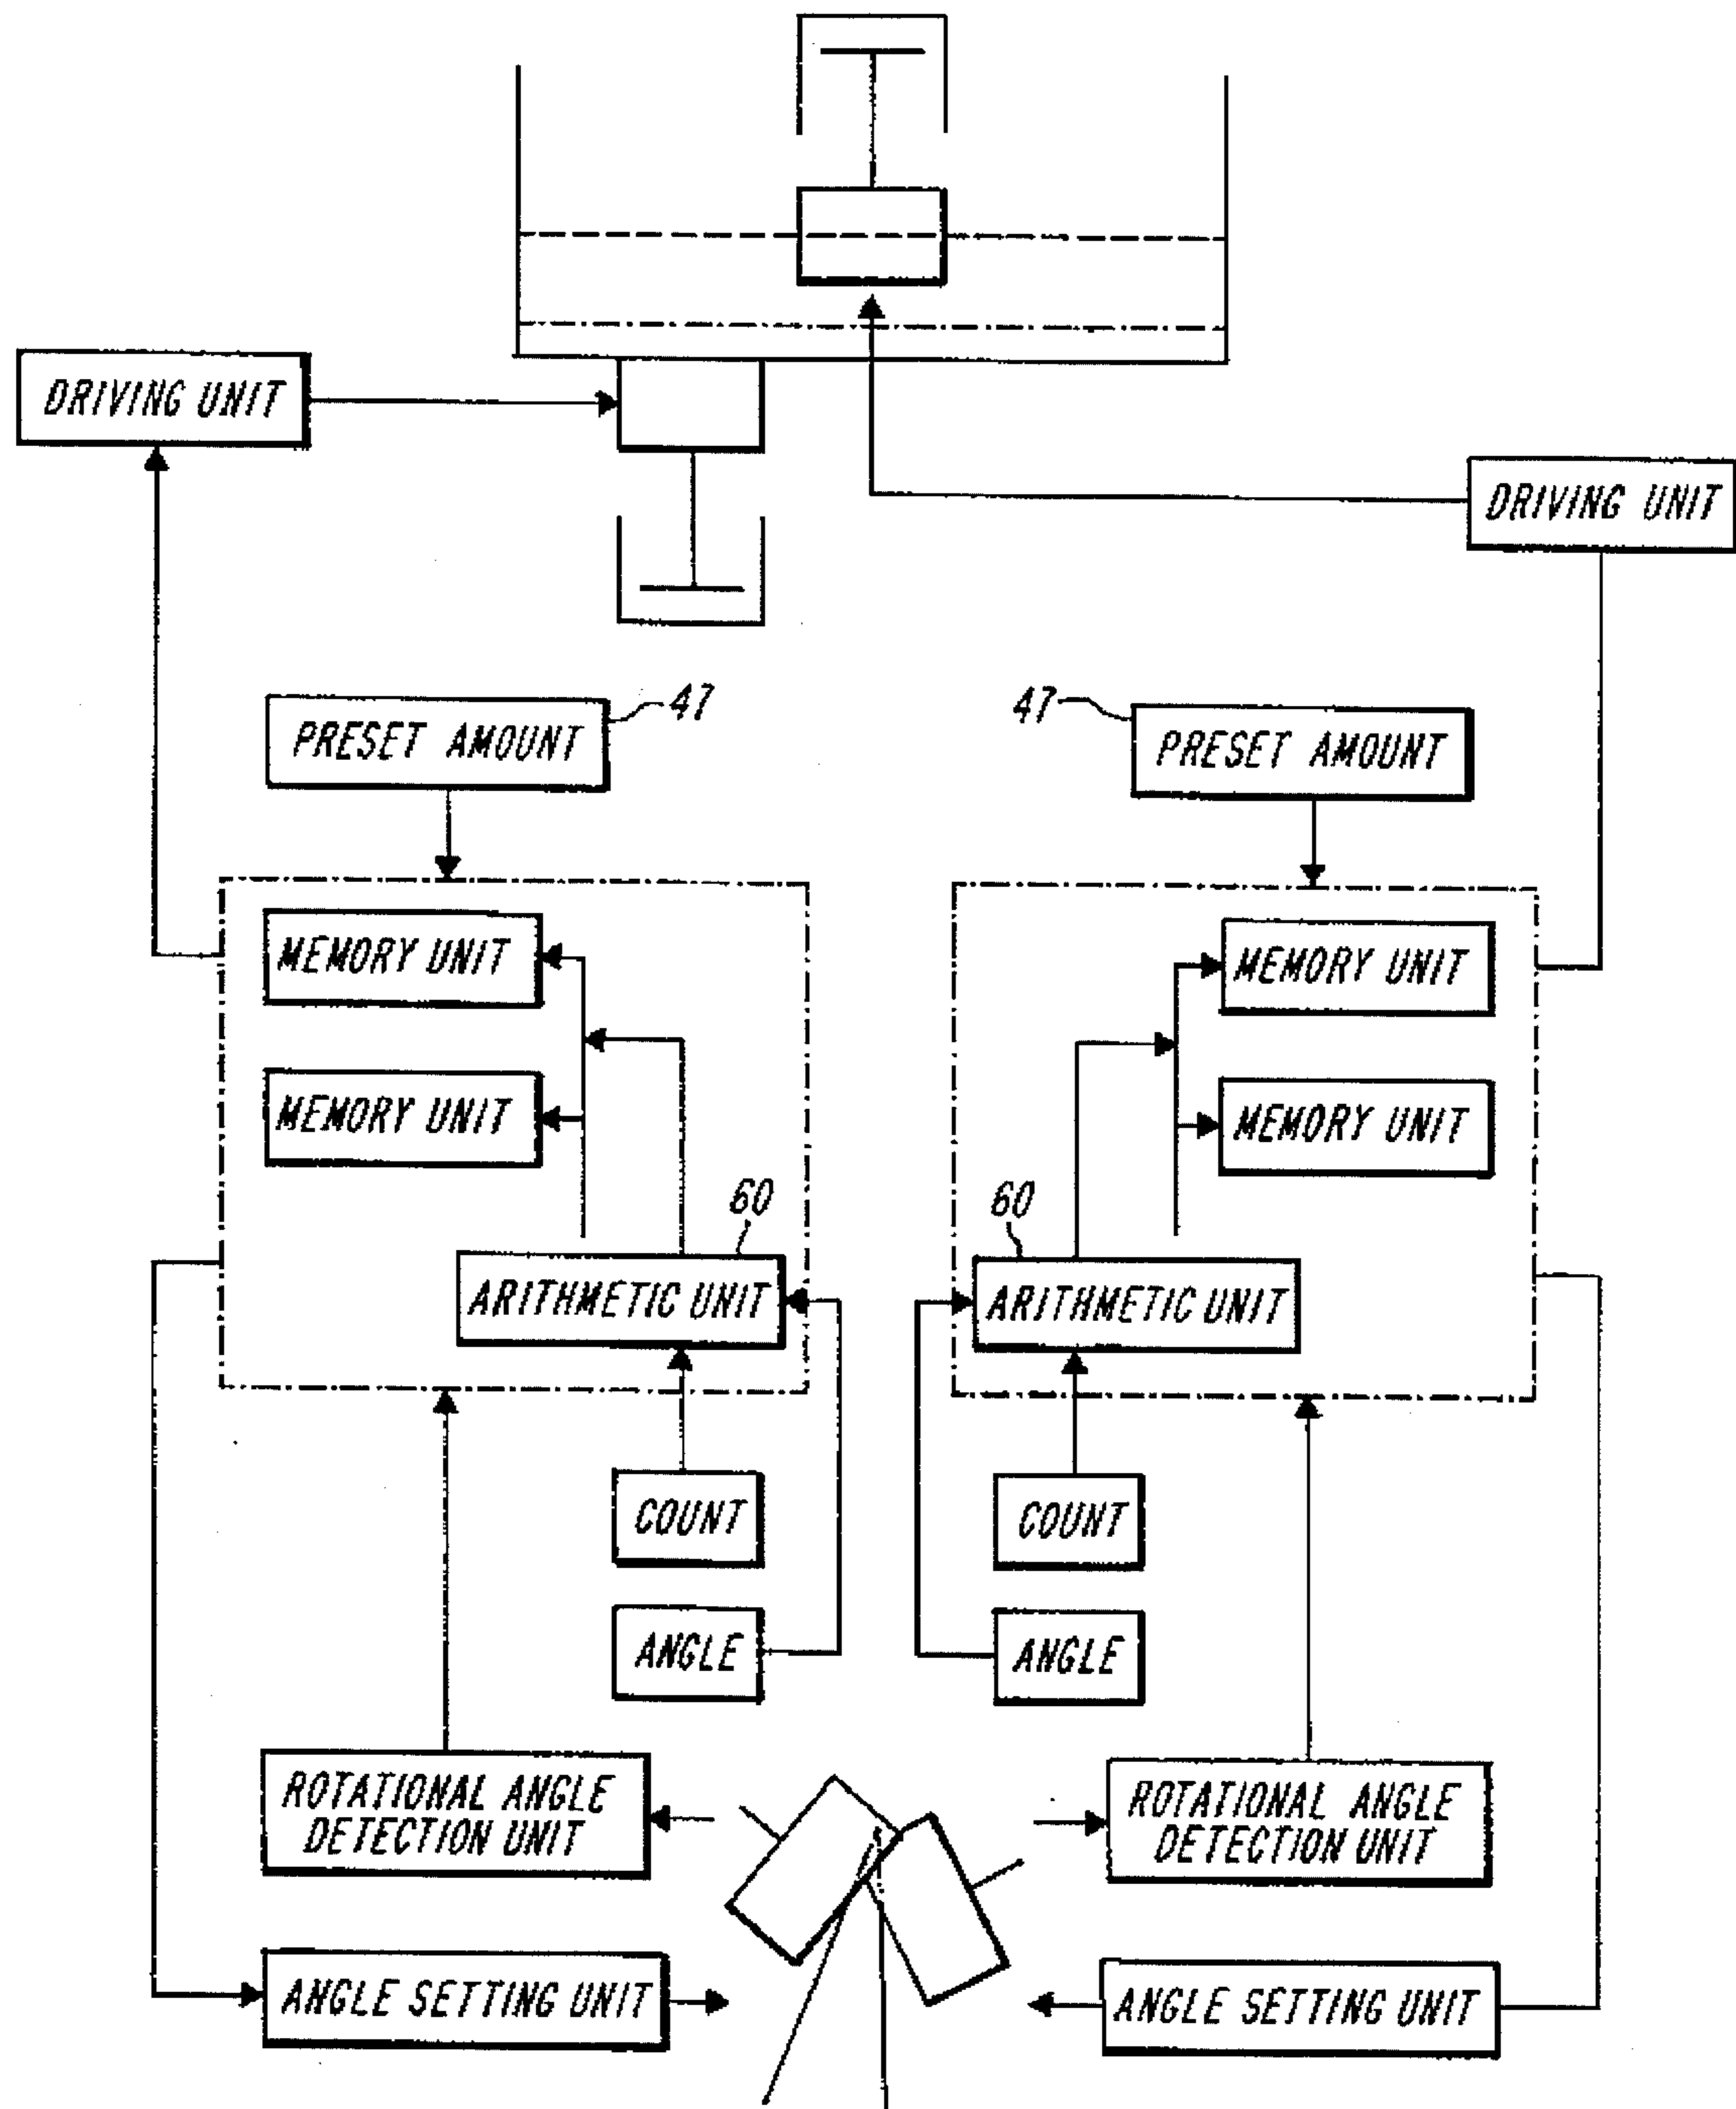 DRIVING UNIT
DRIVING UNIT
47
PRESET AMOUNT
47
PRESET AMOUNT
MEMORY UNIT
MEMORY UNIT
MEMORY UNIT
MEMORY UNIT
60
ARITHMETIC UNIT
60
ARITHMETIC UNIT
COUNT
COUNT
ANGLE
ANGLE
ROTATIONAL ANGLE
DETECTION UNIT
ROTATIONAL ANGLE
DETECTION UNIT
ANGLE SETTING UNIT
ANGLE SETTING UNIT